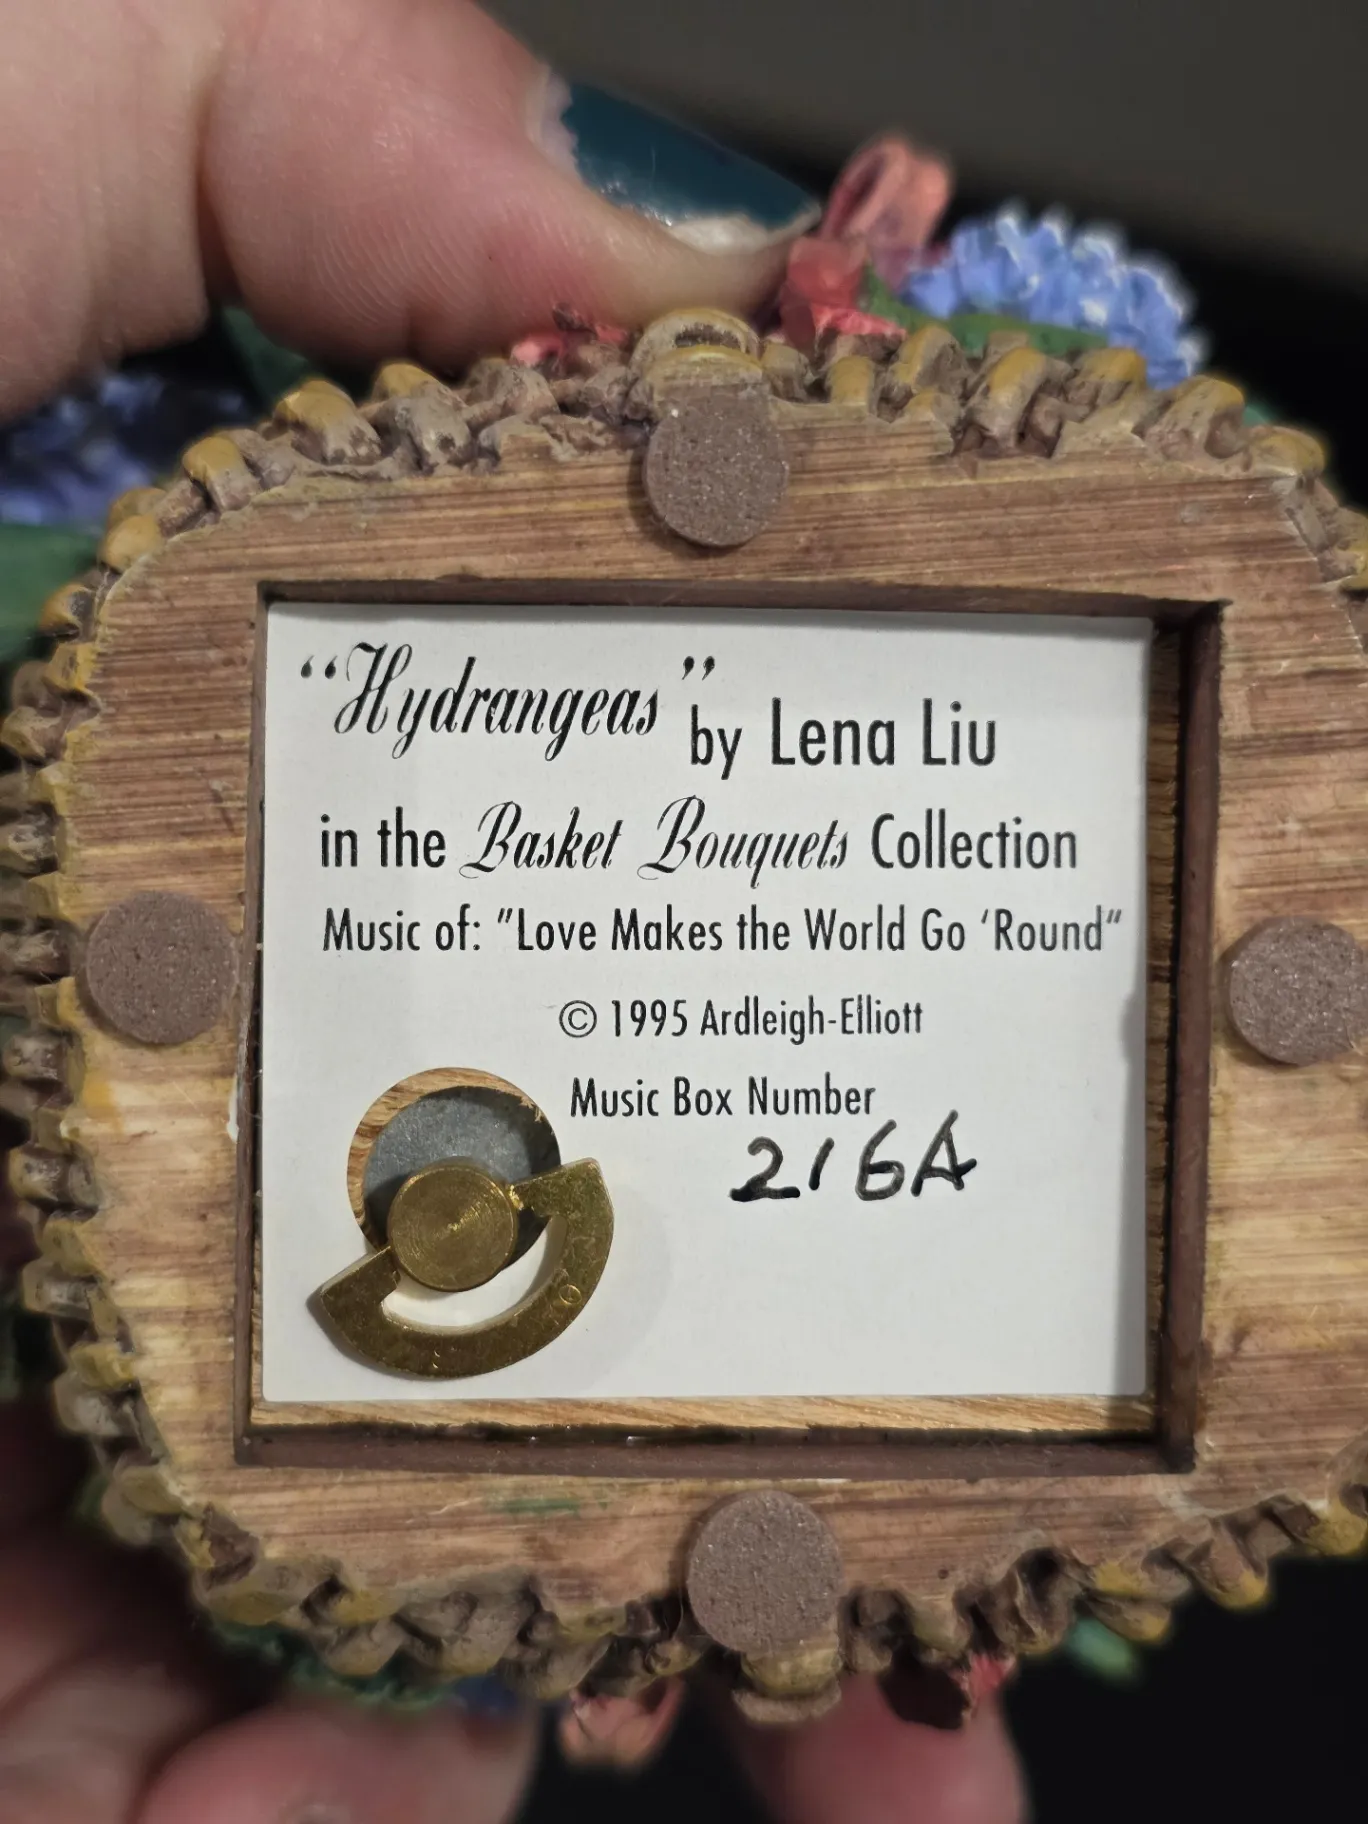 “Hydrangeas” by Lena Liu
in the Basket Bouquets Collection
Music of: "Love Makes the World Go ‘Round“
© 1995 Ardleigh-Elliott
Music Box Number
216A